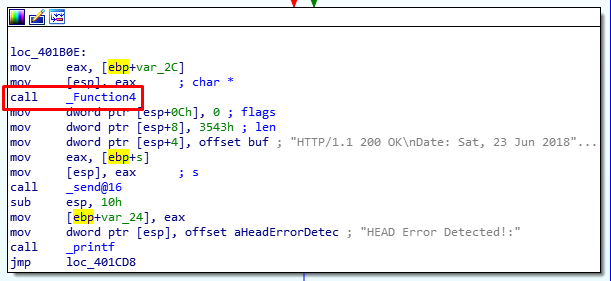 loc_401B0E:
mov eax, [ebp+var_2C]
mov [esp], eax ; char *
call _Function4
mov dword ptr [esp+0Ch], 0 ; flags
mov dword ptr [esp+8], 3543h ; len
mov dword ptr [esp+4], offset buf ; "HTTP/1.1 200 OK\nDate: Sat, 23 Jun 2018"...
mov eax, [ebp+s]
mov [esp], eax ; s
call _send@16
sub esp, 10h
mov [ebp+var_24], eax
mov dword ptr [esp], offset aHeadErrorDetec ; "HEAD Error Detected!:"
call _printf
jmp loc_401CD8